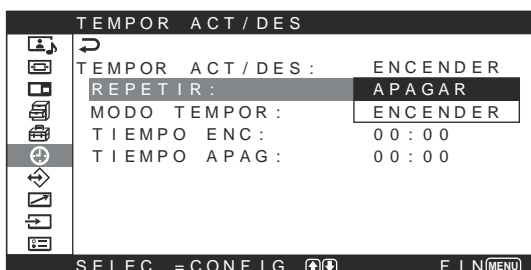 TEMPOR ACT/DES
TEMPOR ACT/DES: ENCENDER
REPETIR: APAGAR
MODO TEMPOR: ENCENDER
TIEMPO ENC: 00:00
TIEMPO APAG: 00:00
SELEC =CONFIG FIN MENU